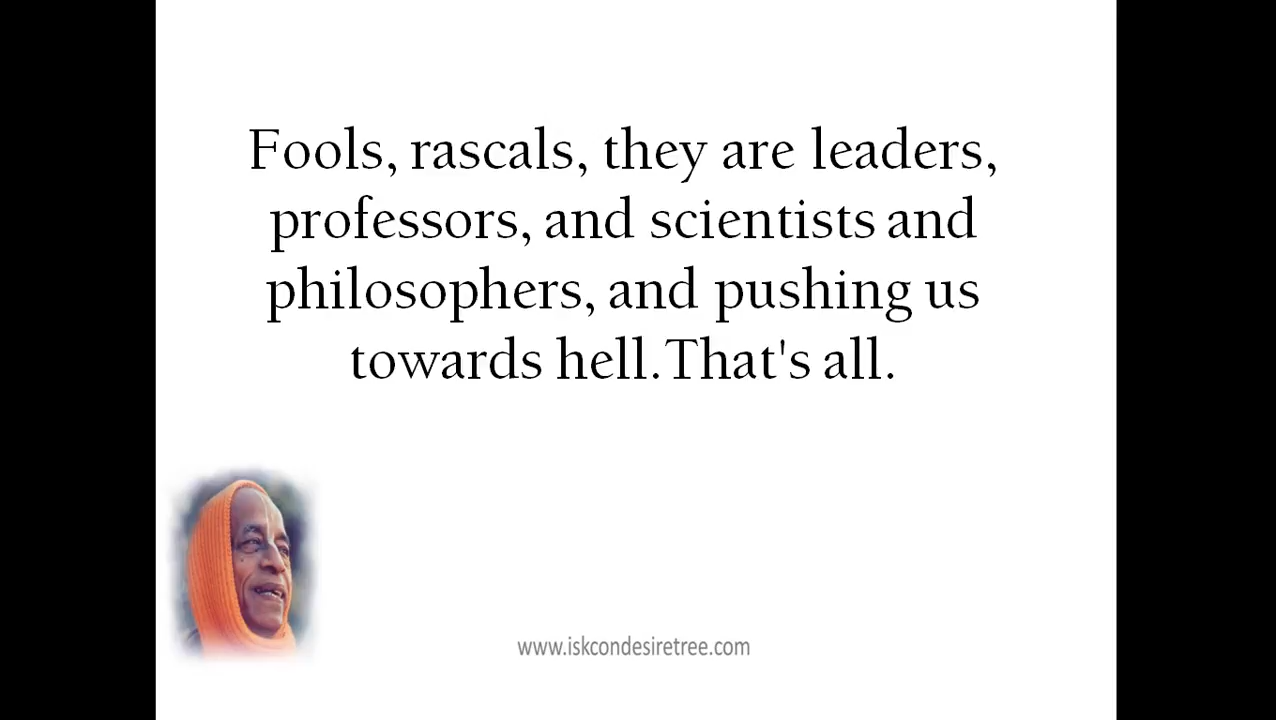 Fools, rascals, they are leaders,
professors, and scientists and
philosophers, and pushing us
towards hell. That's all.
www.iskcondesiretree.com